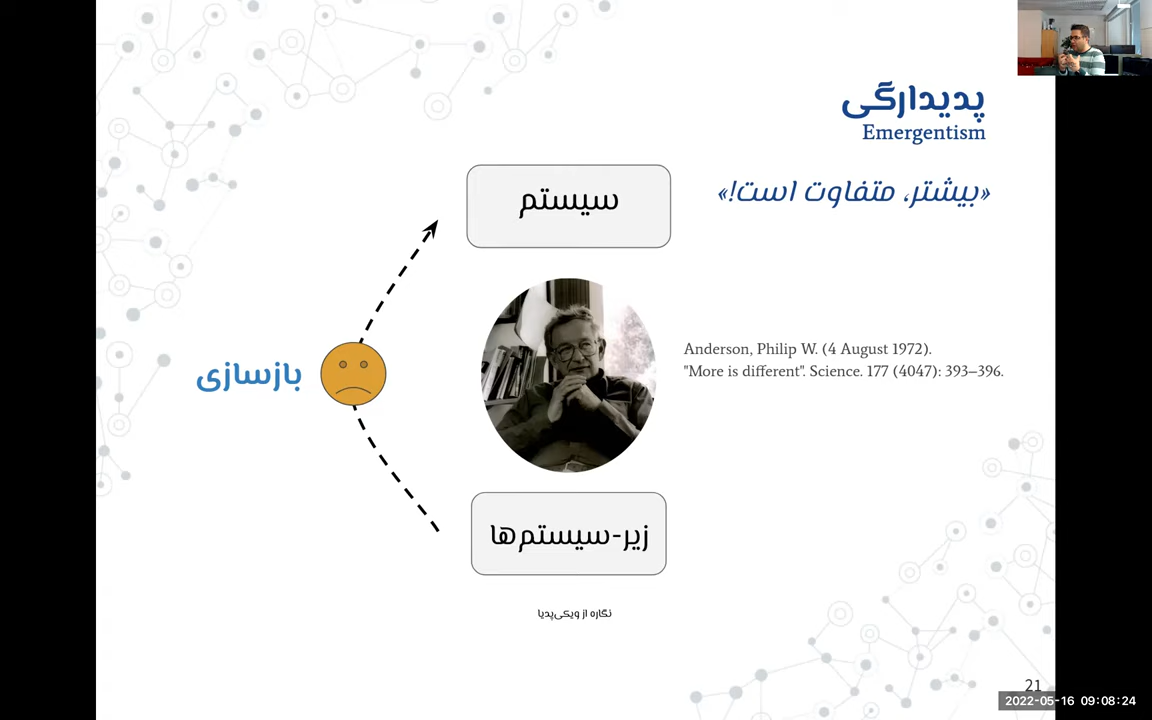 پدیدارگی
Emergentism
«بیشتر، متفاوت است!»
سیستم
Anderson, Philip W. (4 August 1972).
"More is different". Science. 177 (4047): 393–396.
بازسازی
زیر-سیستم‌ها
نگاره از ویکی‌پدیا
21
2022-05-16 09:08:24